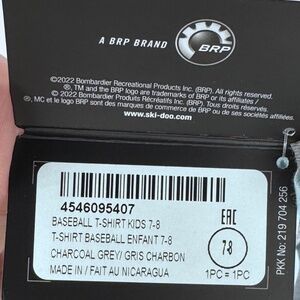 A BRP BRAND
BRP
©2022 Bombardier Recreational Products Inc. (BRP). All rights reserved.
®, TM and the BRP logo are trademarks of BRP or its affiliates /
©2022 Bombardier Produits Récréatifs Inc. (BRP). Tous droits réservés.
®, MC et le logo BRP sont des marques de commerce de BRP ou de ses sociétés affiliées.
www.ski-doo.com
4546095407
BASEBALL T-SHIRT KIDS 7-8
T-SHIRT BASEBALL ENFANT 7-8
CHARCOAL GREY/ GRIS CHARBON
MADE IN / FAIT AU NICARAGUA
EAC
7-8
1PC = 1PC
PKK No: 219 704 256